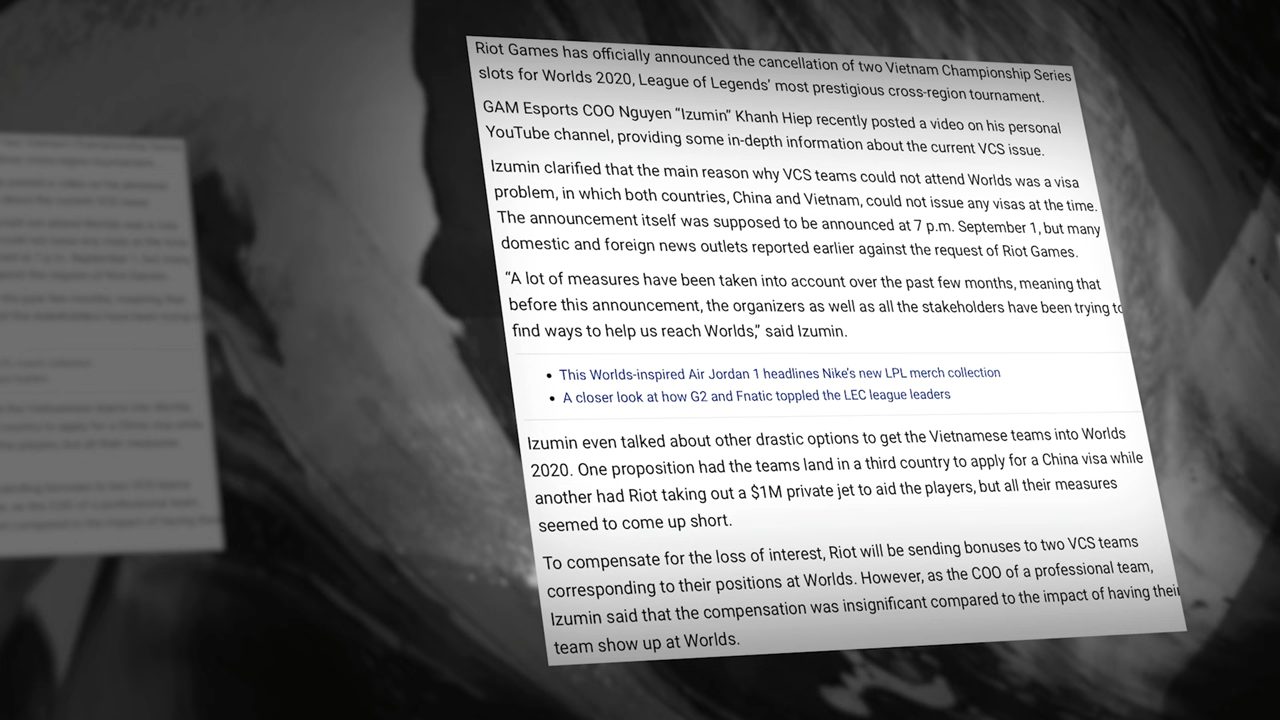 Riot Games has officially announced the cancellation of two Vietnam Championship Series
slots for Worlds 2020, League of Legends' most prestigious cross-region tournament.
GAM Esports COO Nguyen “Izumin” Khanh Hiep recently posted a video on his personal
YouTube channel, providing some in-depth information about the current VCS issue.
Izumin clarified that the main reason why VCS teams could not attend Worlds was a visa
problem, in which both countries, China and Vietnam, could not issue any visas at the time.
The announcement itself was supposed to be announced at 7 p.m. September 1, but many
domestic and foreign news outlets reported earlier against the request of Riot Games.
“A lot of measures have been taken into account over the past few months, meaning that
before this announcement, the organizers as well as all the stakeholders have been trying to
find ways to help us reach Worlds,” said Izumin.
• This Worlds-inspired Air Jordan 1 headlines Nike's new LPL merch collection
• A closer look at how G2 and Fnatic toppled the LEC league leaders
Izumin even talked about other drastic options to get the Vietnamese teams into Worlds
2020. One proposition had the teams land in a third country to apply for a China visa while
another had Riot taking out a $1M private jet to aid the players, but all their measures
seemed to come up short.
To compensate for the loss of interest, Riot will be sending bonuses to two VCS teams
corresponding to their positions at Worlds. However, as the COO of a professional team,
Izumin said that the compensation was insignificant compared to the impact of having their
team show up at Worlds.